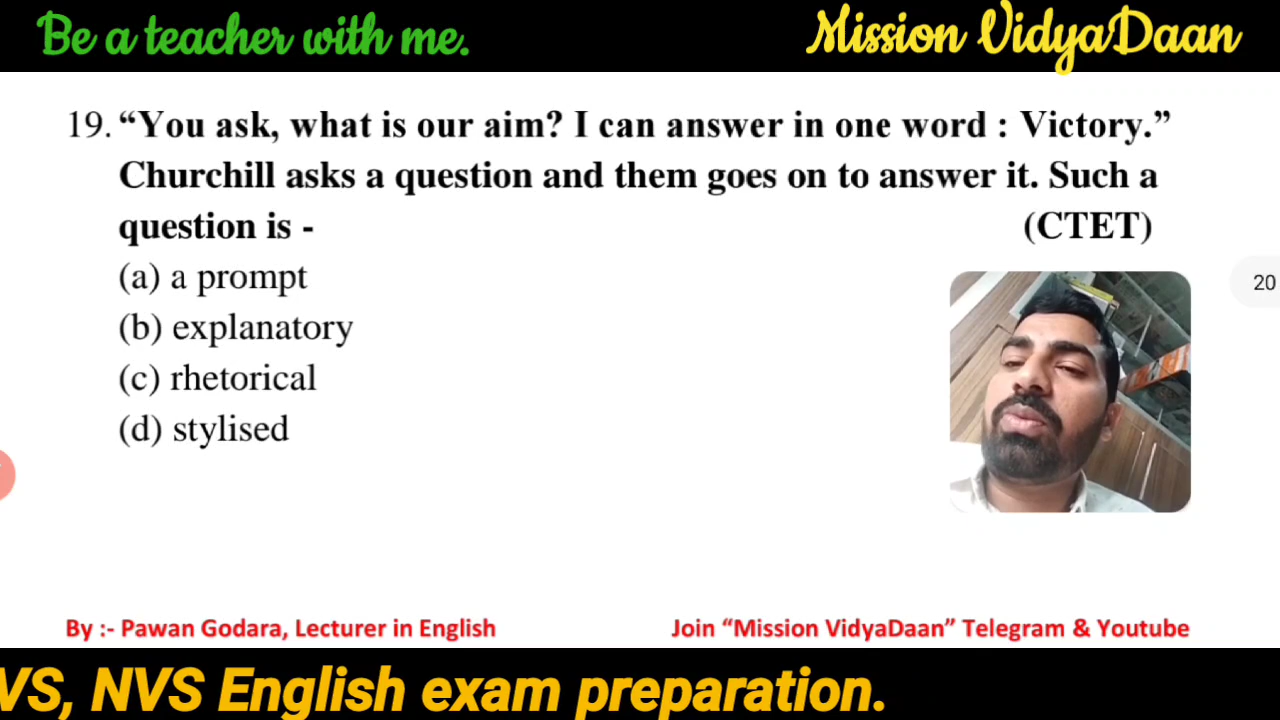 Be a teacher with me.
Mission VidyaDaan
19. “You ask, what is our aim? I can answer in one word : Victory.”
Churchill asks a question and them goes on to answer it. Such a
question is - (CTET)
(a) a prompt
20
(b) explanatory
(c) rhetorical
(d) stylised
By :- Pawan Godara, Lecturer in English
Join “Mission VidyaDaan” Telegram & Youtube
VS, NVS English exam preparation.